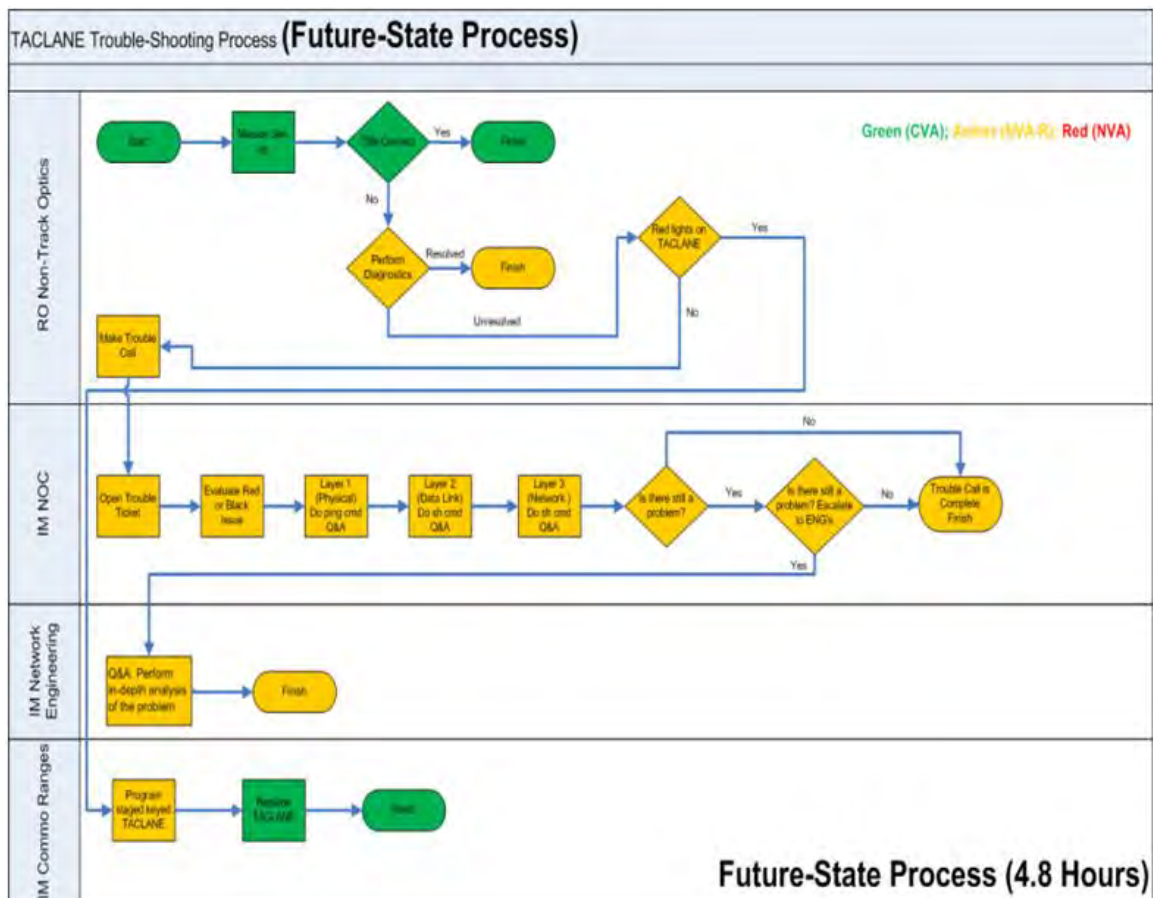 TACLANE Trouble-Shooting Process (Future-State Process)
Green (CVA); Amber (NVA-R); Red (NVA)
RO Non-Track Optics
Start
Yes
Finish
No
Perform
Diagnostics
Resolved
Finish
Unresolved
Red lights on
TACLANE
Yes
No
Make Trouble
Call
IM NOC
Open Trouble
Ticket
Evaluate Red
or Black
Issue
Layer 1
(Physical)
Do ping cmd
Q&A
Layer 2
(Data Link)
Do sh cmd
Q&A
Layer 3
(Network )
Do sh cmd
Q&A
Is there still a
problem?
No
Yes
Is there still a
problem? Escalate
to ENG's
No
Yes
Trouble Call is
Complete
Finish
IM Network
Engineering
Q&A. Perform
in-depth analysis
of the problem
Finish
IM Commo Ranges
Program
staged keyed
TACLANE
TACLANE
Future-State Process (4.8 Hours)